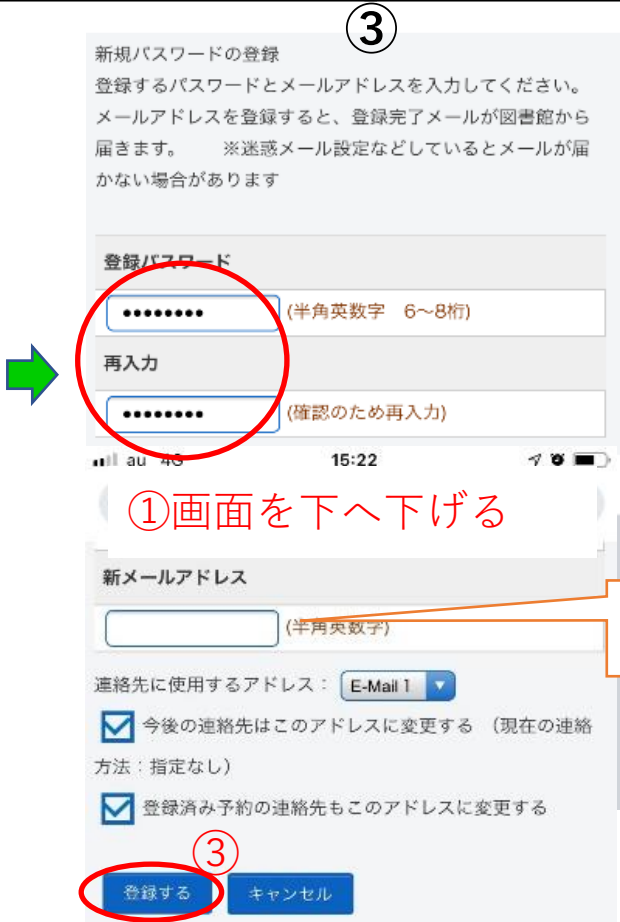 ③
新規パスワードの登録
登録するパスワードとメールアドレスを入力してください。
メールアドレスを登録すると、登録完了メールが図書館から
届きます。　※迷惑メール設定などしているとメールが届
かない場合があります
登録パスワード
•••••••• (半角英数字　6〜8桁)
再入力
•••••••• (確認のため再入力)
au 4G 15:22
①画面を下へ下げる
新メールアドレス
(半角英数字)
連絡先に使用するアドレス： E-Mail 1
今後の連絡先はこのアドレスに変更する （現在の連絡
方法：指定なし）
登録済み予約の連絡先もこのアドレスに変更する
③
登録する キャンセル